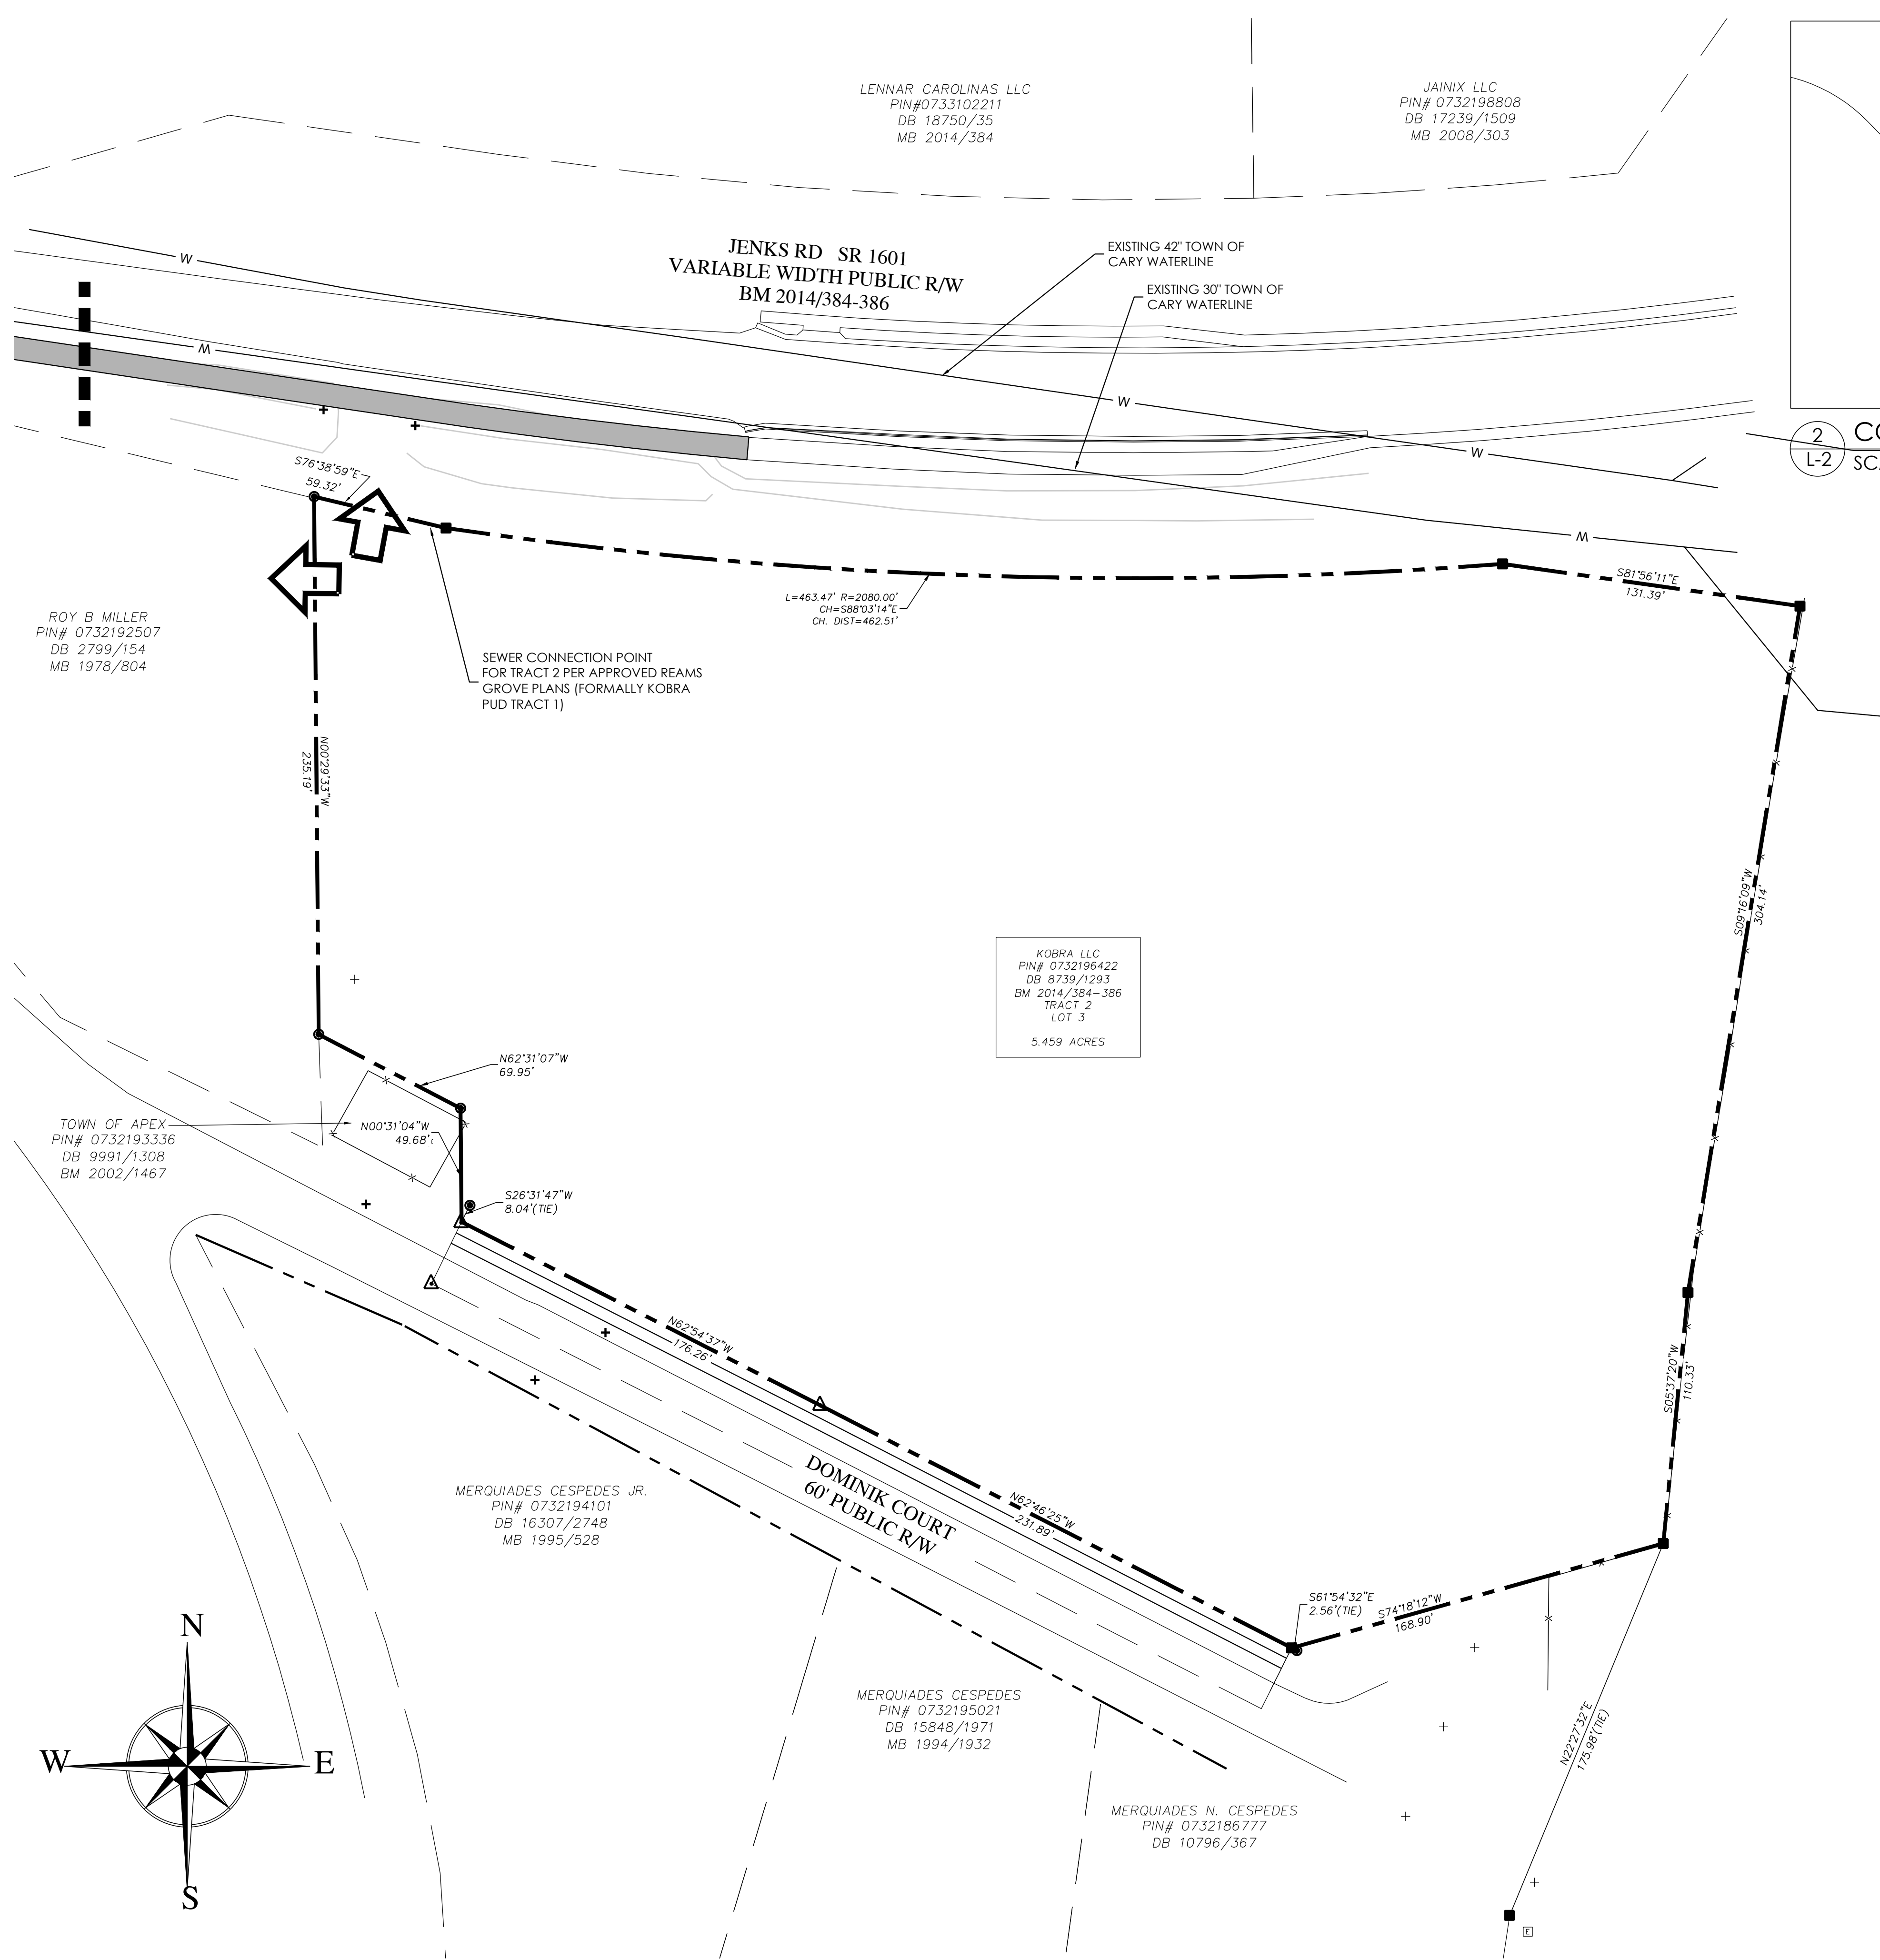 LENNAR CAROLINAS LLC
PIN#0733102211
DB 18750/35
MB 2014/384
JAINIX LLC
PIN# 0732198808
DB 17239/1509
MB 2008/303
JENKS RD SR 1601
VARIABLE WIDTH PUBLIC R/W
BM 2014/384-386
EXISTING 42" TOWN OF
CARY WATERLINE
EXISTING 30" TOWN OF
CARY WATERLINE
W
W
W
W
W
2
L-2
S76°38'59"E
59.32'
L=463.47' R=2080.00'
CH=S88°03'14"E
CH. DIST=462.51'
S81°56'11"E
131.39'
ROY B MILLER
PIN# 0732192507
DB 2799/154
MB 1978/804
SEWER CONNECTION POINT
FOR TRACT 2 PER APPROVED REAMS
GROVE PLANS (FORMALLY KOBRA
PUD TRACT 1)
N00°29'33"W
235.19'
S09°16'09"W
304.14'
KOBRA LLC
PIN# 0732196422
DB 8739/1293
BM 2014/384-386
TRACT 2
LOT 3
5.459 ACRES
N62°31'07"W
69.95'
TOWN OF APEX
PIN# 0732193336
DB 9991/1308
BM 2002/1467
N00°31'04"W
49.68'
S26°31'47"W
8.04'(TIE)
N62°54'37"W
176.26'
S05°37'20"W
110.33'
MERQUIADES CESPEDES JR.
PIN# 0732194101
DB 16307/2748
MB 1995/528
DOMINIK COURT
60' PUBLIC R/W
N62°46'25"W
231.89'
S61°54'32"E
2.56'(TIE)
S74°18'12"W
168.90'
MERQUIADES CESPEDES
PIN# 0732195021
DB 15848/1971
MB 1994/1932
N22°27'32"E
175.98'(TIE)
MERQUIADES N. CESPEDES
PIN# 0732186777
DB 10796/367
N
W
E
S
E